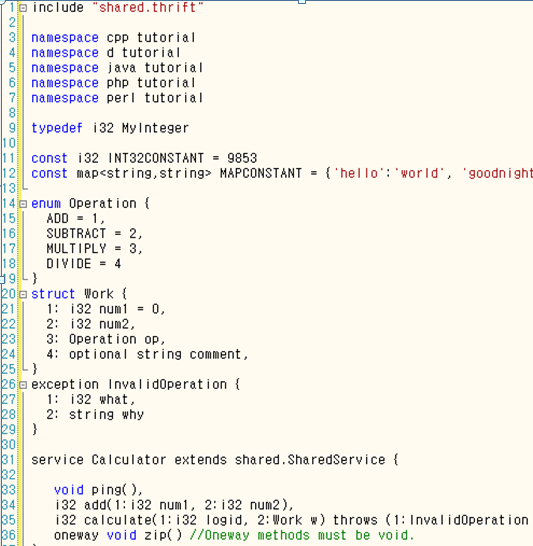 1 include "shared.thrift"
2
3 namespace cpp tutorial
4 namespace d tutorial
5 namespace java tutorial
6 namespace php tutorial
7 namespace perl tutorial
8
9 typedef i32 MyInteger
10
11 const i32 INT32CONSTANT = 9853
12 const map<string,string> MAPCONSTANT = {'hello':'world', 'goodnight
13
14 enum Operation {
15 ADD = 1,
16 SUBTRACT = 2,
17 MULTIPLY = 3,
18 DIVIDE = 4
19 }
20 struct Work {
21 1: i32 num1 = 0,
22 2: i32 num2,
23 3: Operation op,
24 4: optional string comment,
25 }
26 exception InvalidOperation {
27 1: i32 what,
28 2: string why
29 }
30
31 service Calculator extends shared.SharedService {
32
33 void ping(),
34 i32 add(1:i32 num1, 2:i32 num2),
35 i32 calculate(1:i32 logid, 2:Work w) throws (1:InvalidOperation
36 oneway void zip() //Oneway methods must be void.